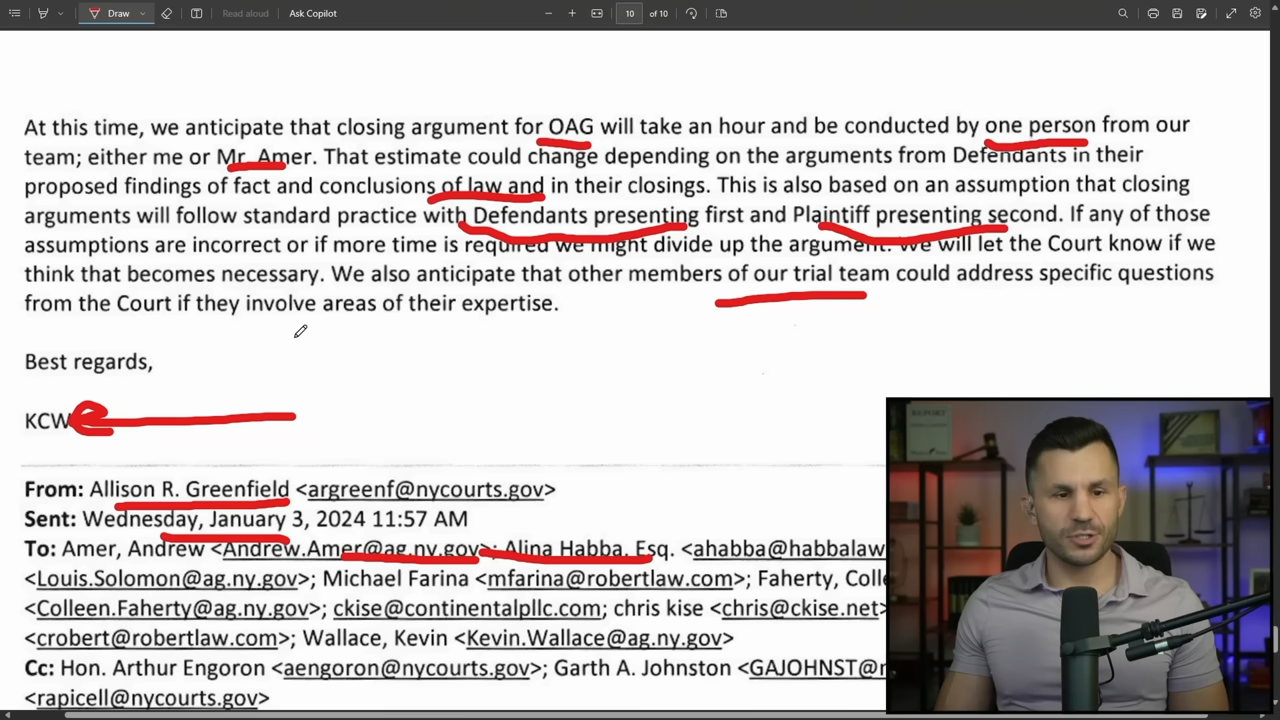 Draw
Read aloud
Ask Copilot
10 of 10
At this time, we anticipate that closing argument for OAG will take an hour and be conducted by one person from our
team; either me or Mr. Amer. That estimate could change depending on the arguments from Defendants in their
proposed findings of fact and conclusions of law and in their closings. This is also based on an assumption that closing
arguments will follow standard practice with Defendants presenting first and Plaintiff presenting second. If any of those
assumptions are incorrect or if more time is required we might divide up the argument. We will let the Court know if we
think that becomes necessary. We also anticipate that other members of our trial team could address specific questions
from the Court if they involve areas of their expertise.
Best regards,
KCW
From: Allison R. Greenfield <argreenf@nycourts.gov>
Sent: Wednesday, January 3, 2024 11:57 AM
To: Amer, Andrew <Andrew.Amer@ag.ny.gov>; Alina Habba, Esq. <ahabba@habbalaw
<Louis.Solomon@ag.ny.gov>; Michael Farina <mfarina@robertlaw.com>; Faherty, Coll
<Colleen.Faherty@ag.ny.gov>; ckise@continentalpllc.com; chris kise <chris@ckise.net>
<crobert@robertlaw.com>; Wallace, Kevin <Kevin.Wallace@ag.ny.gov>
Cc: Hon. Arthur Engoron <aengoron@nycourts.gov>; Garth A. Johnston <GAJOHNST@
<rapicell@nycourts.gov>